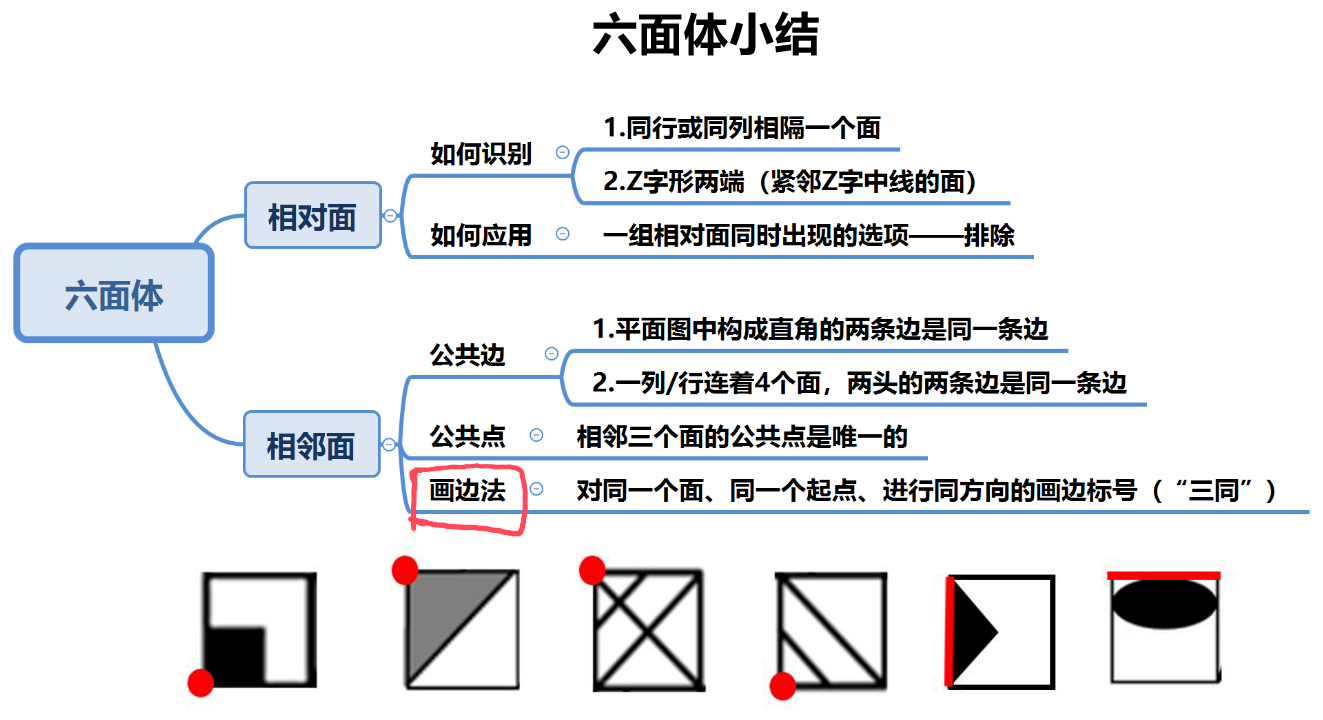 六面体小结
六面体
相对面
如何识别
1.同行或同列相隔一个面
2.Z字形两端（紧邻Z字中线的面）
如何应用
一组相对面同时出现的选项——排除
相邻面
公共边
1.平面图中构成直角的两条边是同一条边
2.一列/行连着4个面，两头的两条边是同一条边
公共点
相邻三个面的公共点是唯一的
画边法
对同一个面、同一个起点、进行同方向的画边标号（“三同”）